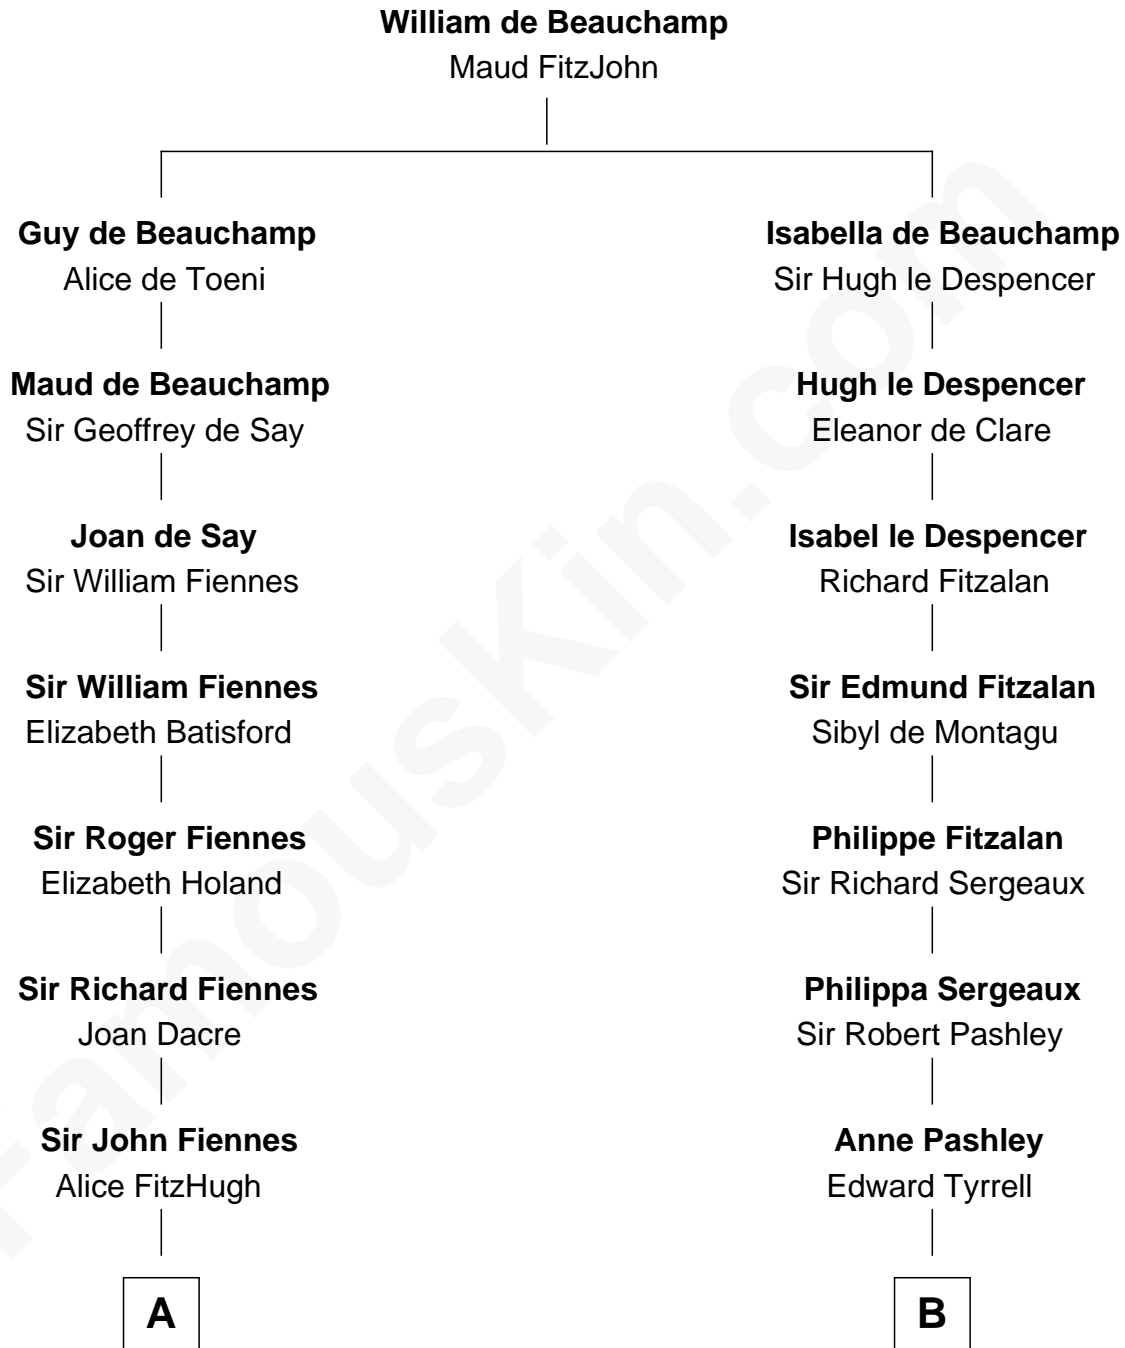 William de Beauchamp
Maud FitzJohn
Guy de Beauchamp
Alice de Toeni
Isabella de Beauchamp
Sir Hugh le Despencer
Maud de Beauchamp
Sir Geoffrey de Say
Hugh le Despencer
Eleanor de Clare
Joan de Say
Sir William Fiennes
Isabel le Despencer
Richard Fitzalan
Sir William Fiennes
Elizabeth Batisford
Sir Edmund Fitzalan
Sibyl de Montagu
Sir Roger Fiennes
Elizabeth Holand
Philippe Fitzalan
Sir Richard Sergeaux
Sir Richard Fiennes
Joan Dacre
Philippa Sergeaux
Sir Robert Pashley
Sir John Fiennes
Alice FitzHugh
Anne Pashley
Edward Tyrrell
A
B
FamousKin.com